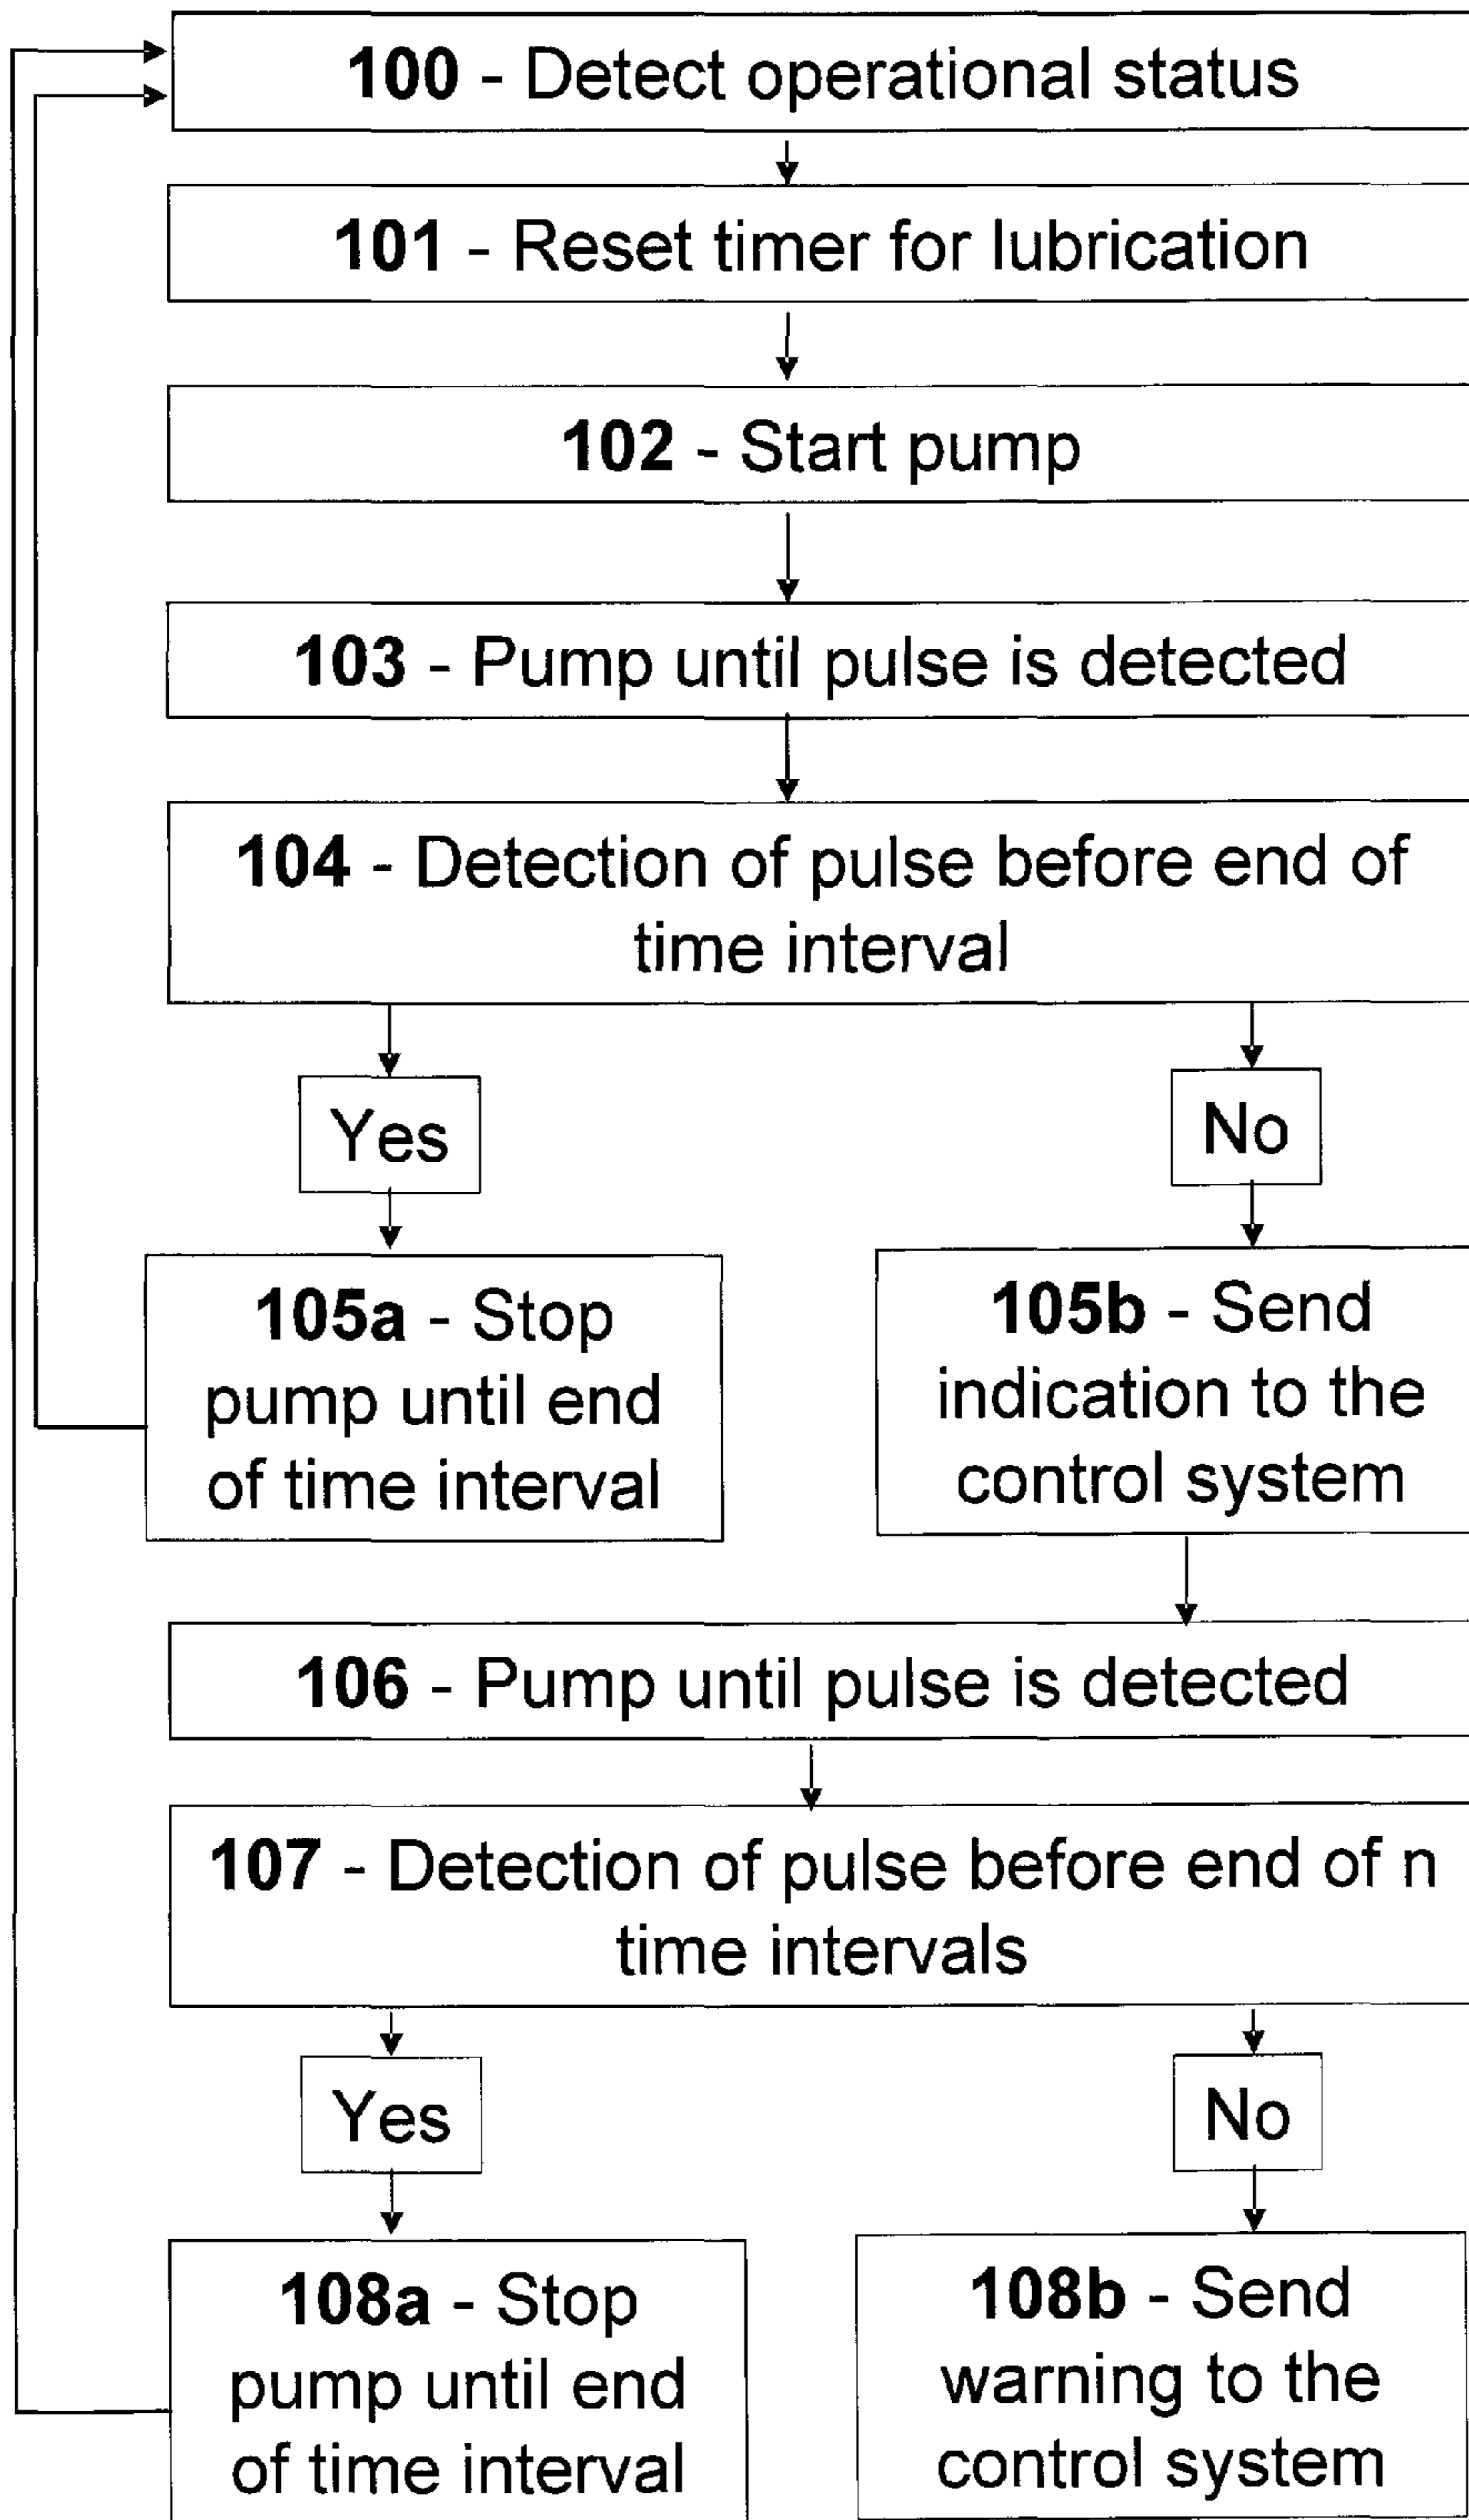 100 - Detect operational status
101 - Reset timer for lubrication
102 - Start pump
103 - Pump until pulse is detected
104 - Detection of pulse before end of
time interval
Yes
No
105a - Stop
pump until end
of time interval
105b - Send
indication to the
control system
106 - Pump until pulse is detected
107 - Detection of pulse before end of n
time intervals
Yes
No
108a - Stop
pump until end
of time interval
108b - Send
warning to the
control system